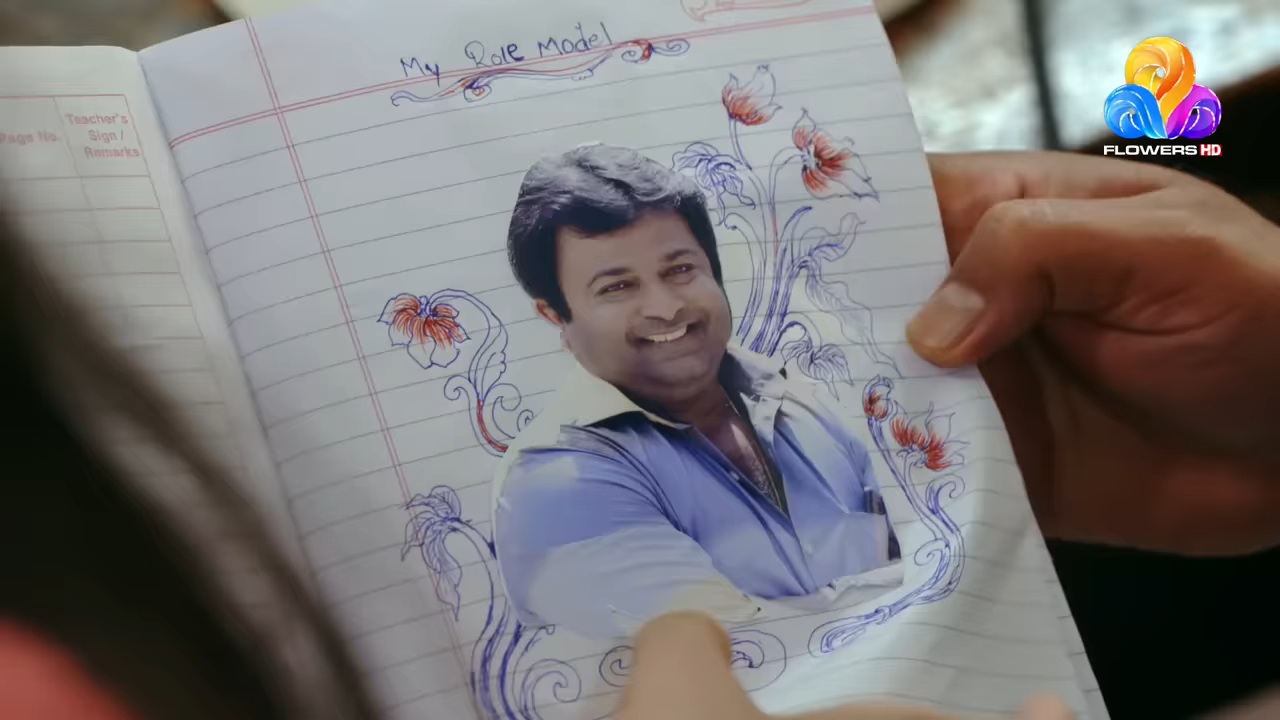 My Role Model
Page No.
Teacher's
Sign /
Remarks
FLOWERS HD